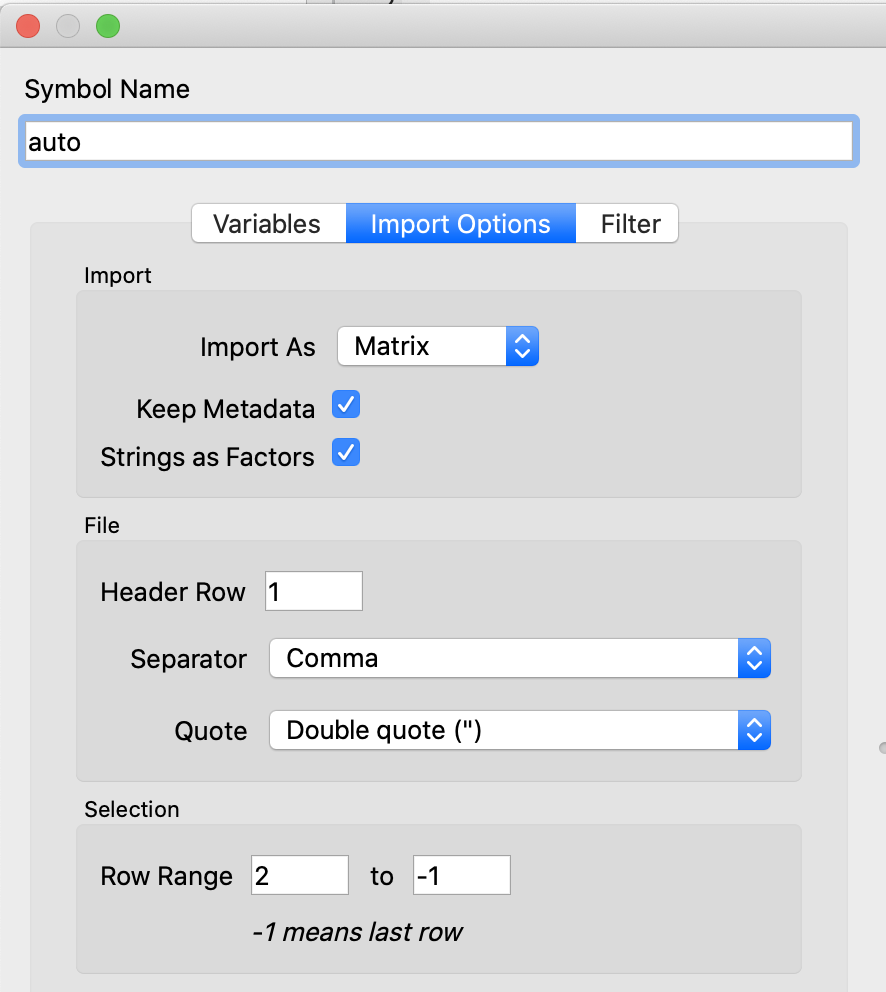 Symbol Name
auto
Variables Import Options Filter
Import
Import As Matrix
Keep Metadata
Strings as Factors
File
Header Row 1
Separator Comma
Quote Double quote (")
Selection
Row Range 2 to -1
-1 means last row